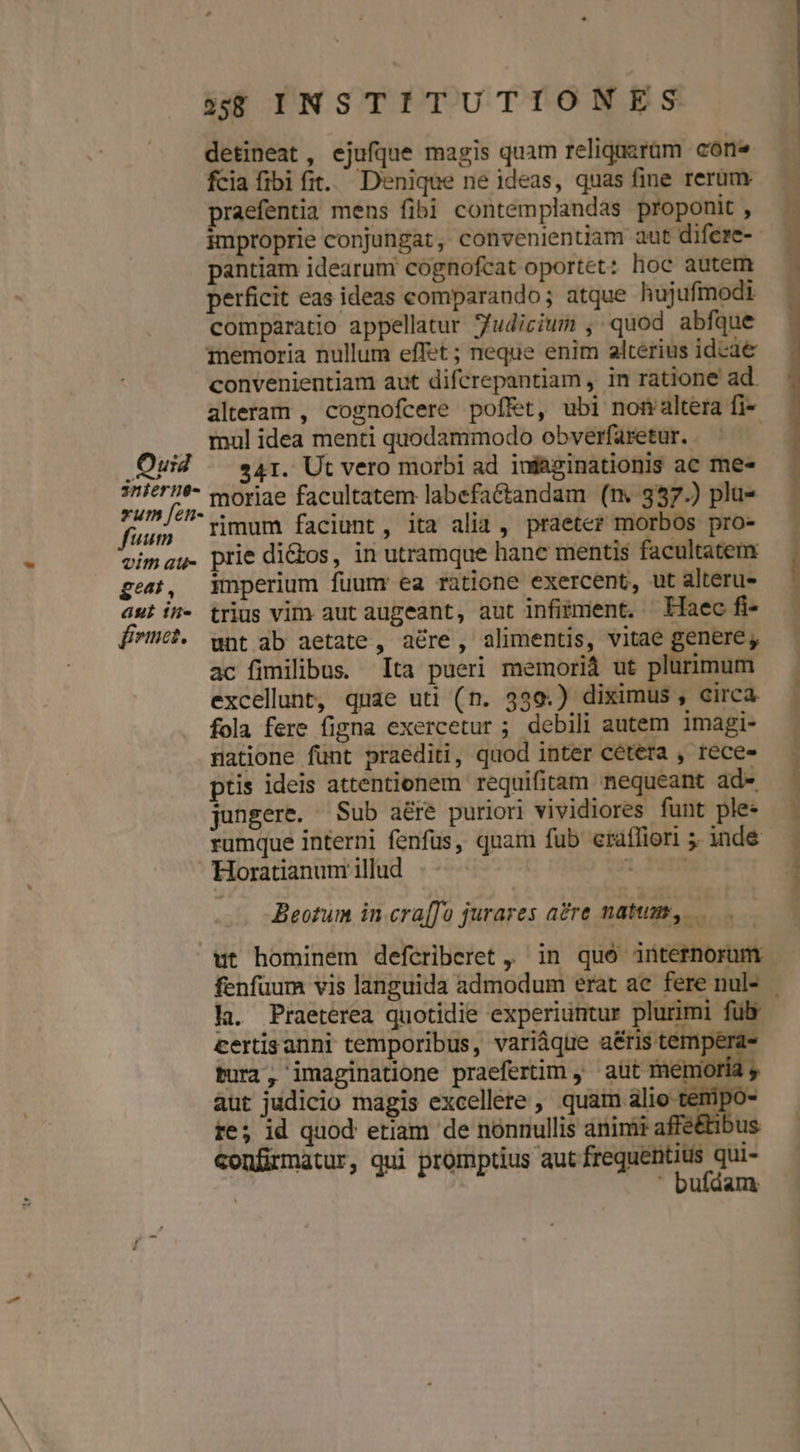 258 INSTITUTIONES
detineat, ejuſque magis quam reliquarum con-
ſcia ſibi fit. Denique ne ideas, quas ſine rerum
praeſentia mens ſibi contemplandas proponit,
improprie conjungat, convenientiam aut diſcre-
pantiam idearum cognoſcat oportet: hoc autem
perficit eas ideas comparando; atque hujuſmodi
comparatio appellatur Judicium, quod abſque
memoria nullum eſſet; neque enim alterius ideae
convenientiam aut diſcrepantiam, in ratione ad
alteram, cognoſcere poſſet, ubi non altera ſi-
mul idea menti quodammodo obverſaretur.
Quid
interno-
rum ſen-
ſuum
vim au-
geat,
aut in-
firmet.
341. Ut vero morbi ad imaginationis ac me-
moriae facultatem labefactandam (n. 337.) plu-
rimum faciunt, ita alia, praeter morbos pro-
prie dictos, in utramque hanc mentis facultatem
imperium ſuum ea ratione exercent, ut alteru-
trius vim aut augeant, aut infirment. Haec fi-
unt ab aetate, aëre, alimentis, vitae genere,
ac ſimilibus. Ita pueri memoriâ ut plurimum
excellunt, quae uti (n. 339.) diximus, circa
ſola fere ſigna exercetur; debili autem imagi-
natione ſunt praediti, quod inter cetera, rece-
ptis ideis attentionem requiſitam nequeant ad-
jungere. Sub aëre puriori vividiores ſunt ple-
rumque interni ſenſus, quam ſub craſſiori; inde
Horatianum illud
Beotum in craſſo jurares aëre natum,
ut hominem deſcriberet, in quo internorum
ſenſuum vis languida admodum erat ac fere nul-
la. Praeterea quotidie experiuntur plurimi ſub
certis anni temporibus, variâque aëris tempera-
tura, imaginatione praeſertim, aut memoria,
aut judicio magis excellere, quam alio tempo-
re; id quod etiam de nonnullis animi affectibus
confirmatur, qui promptius aut frequentius qui-
buſdam